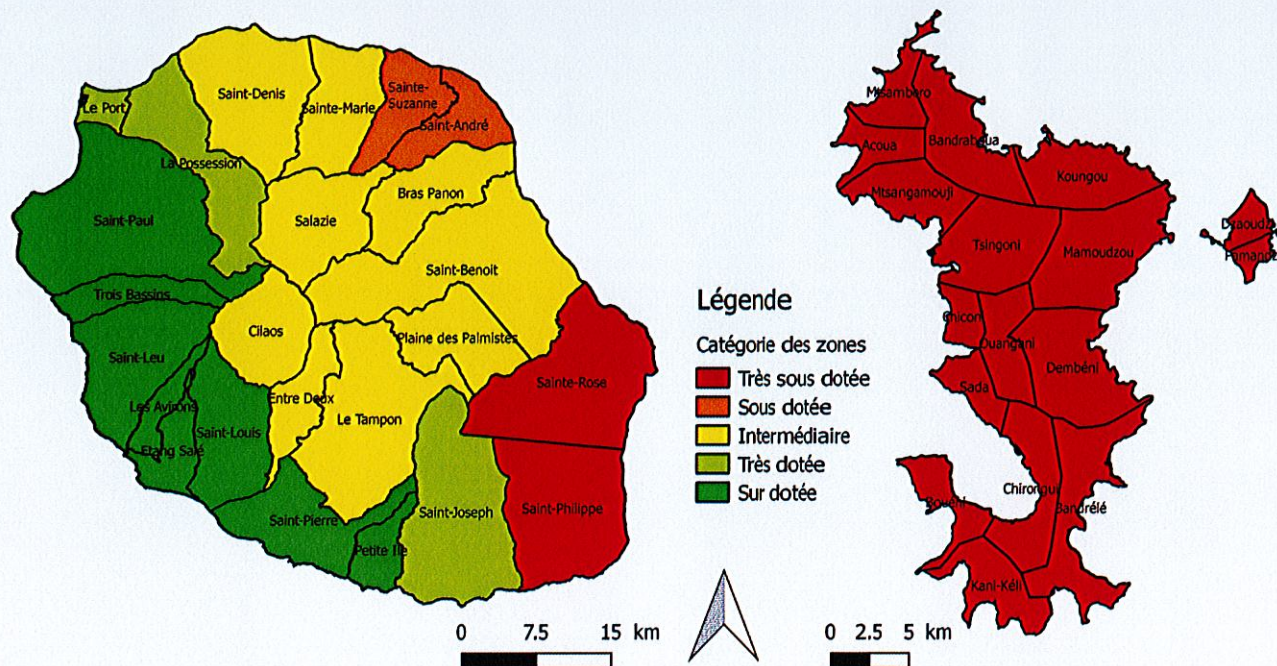 Le Port
La Possession
Saint-Denis
Sainte-Marie
Sainte-
Suzanne
Saint-André
Saint-Paul
Salazie
Bras Panon
Saint-Benoit
Trois Bassins
Cilaos
Plaine des Palmistes
Saint-Leu
Sainte-Rose
Les Avirons
Entre Deux
Le Tampon
Etang Salé
Saint-Louis
Saint-Pierre
Petite Ile
Saint-Joseph
Saint-Philippe
0 7.5 15 km
Légende
Catégorie des zones
Très sous dotée
Sous dotée
Intermédiaire
Très dotée
Sur dotée
Mtsamboro
Acoua
Bandraboua
Mtsangamouji
Koungou
Tsingoni
Mamoudzou
Dzaoudzi
Pamandzi
Chiconi
Ouangani
Dembéni
Sada
Chirongui
Bouéni
Bandrélé
Kani-Kéli
0 2.5 5 km